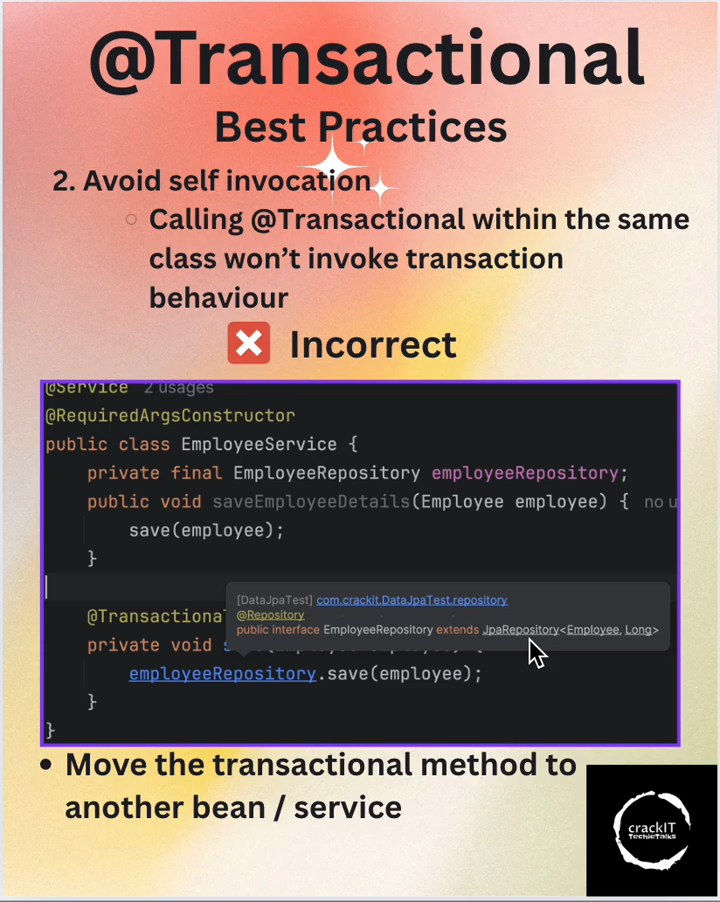 @Transactional
Best Practices
2. Avoid self invocation
Calling @Transactional within the same
class won’t invoke transaction
behaviour
Incorrect
@Service 2 usages
@RequiredArgsConstructor
public class EmployeeService {
private final EmployeeRepository employeeRepository;
public void saveEmployeeDetails(Employee employee) { no u
save(employee);
}
[DataJpaTest] com.crackit.DataJpaTest.repository
@Repository
public interface EmployeeRepository extends JpaRepository<Employee, Long>
@Transactional
private void
employeeRepository.save(employee);
}
}
Move the transactional method to
another bean / service
crackIT
TechieTalks